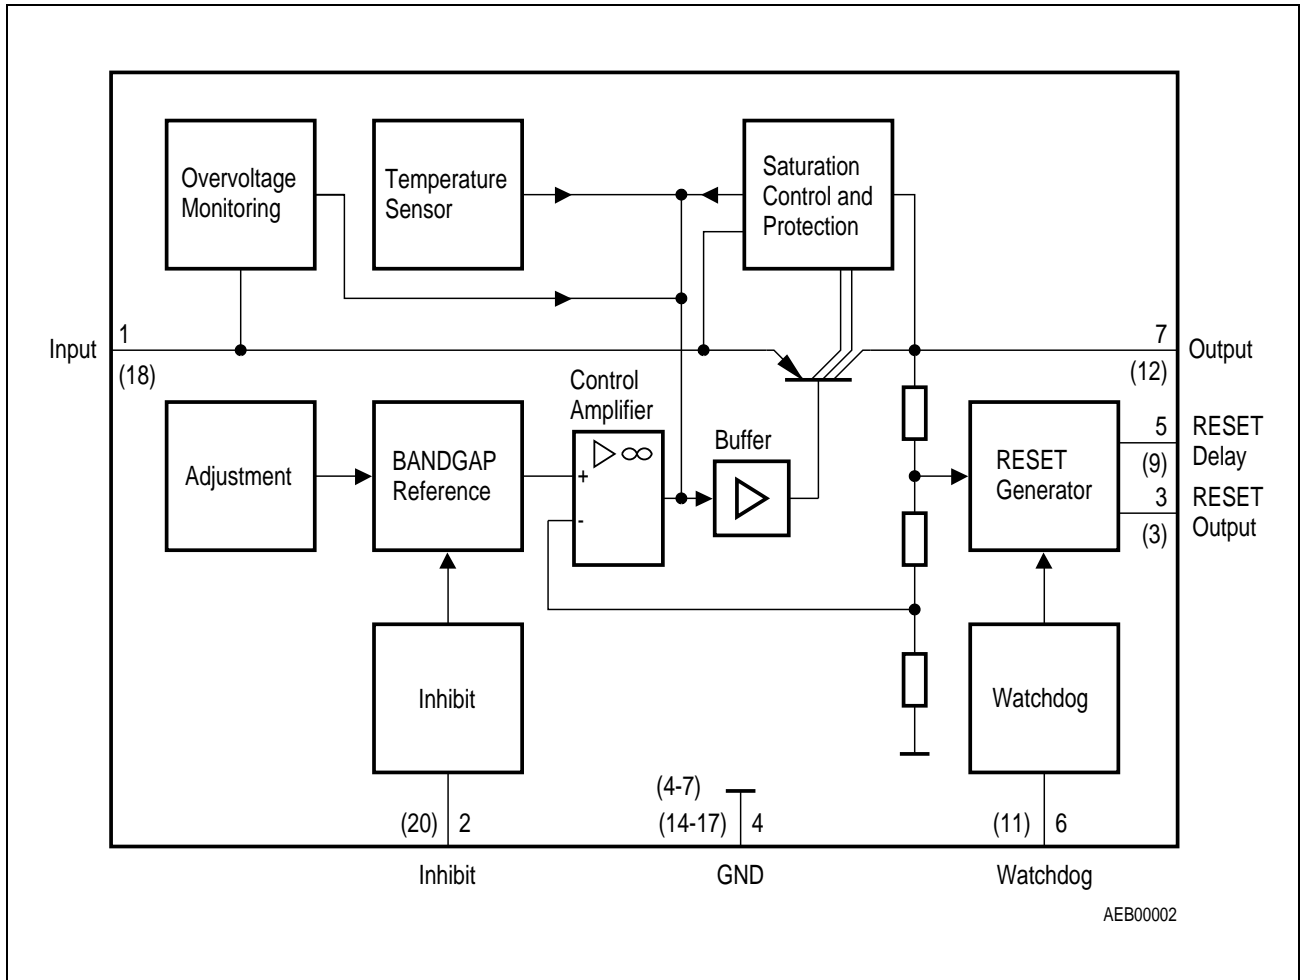 Overvoltage
Monitoring
Temperature
Sensor
Saturation
Control and
Protection
Input
1
(18)
7
(12)
Output
Control
Amplifier
Buffer
Adjustment
BANDGAP
Reference
+
-
∞
RESET
Generator
5
(9)
RESET
Delay
3
(3)
RESET
Output
Inhibit
Watchdog
(20) 2
(4-7)
(14-17) 4
(11) 6
Inhibit
GND
Watchdog
AEB00002